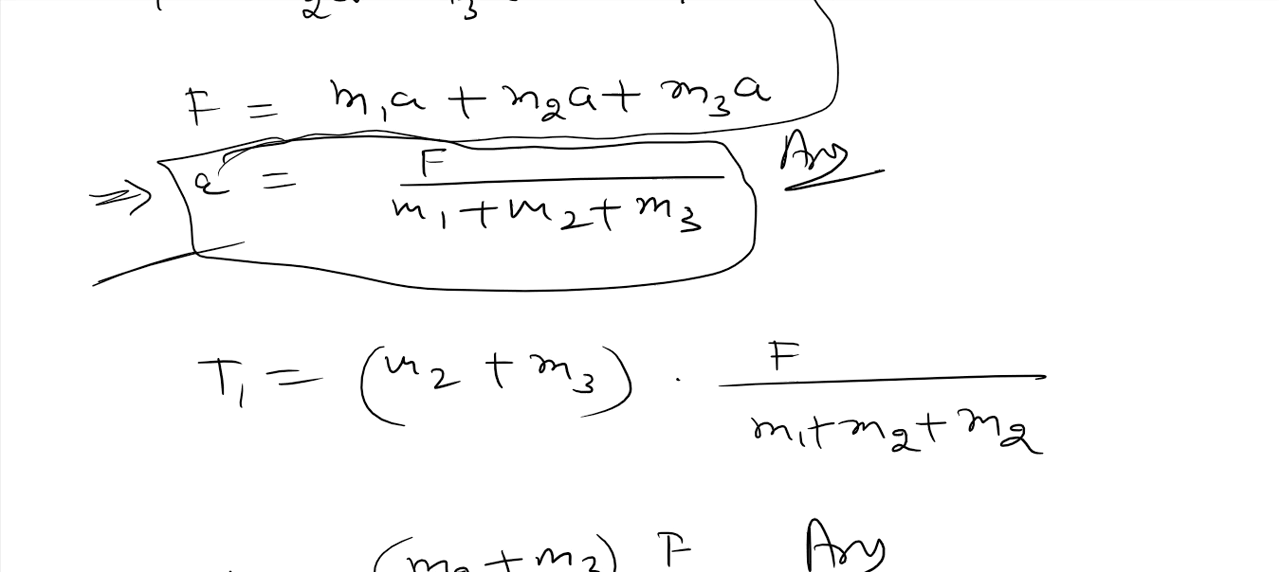 F = m₁a + m₂a + m₃a
⇒ a = F / (m₁ + m₂ + m₃) Ans
T₁ = (m₂ + m₃) · F / (m₁ + m₂ + m₂)
(m₂ + m₃) F Ans